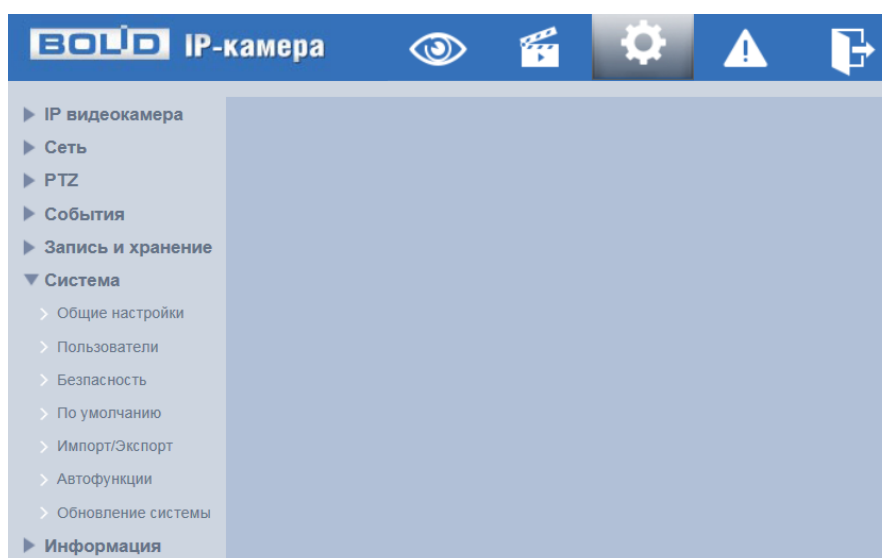 BOLID IP-камера
IP видеокамера
Сеть
PTZ
События
Запись и хранение
Система
Общие настройки
Пользователи
Безпасность
По умолчанию
Импорт/Экспорт
Автофункции
Обновление системы
Информация